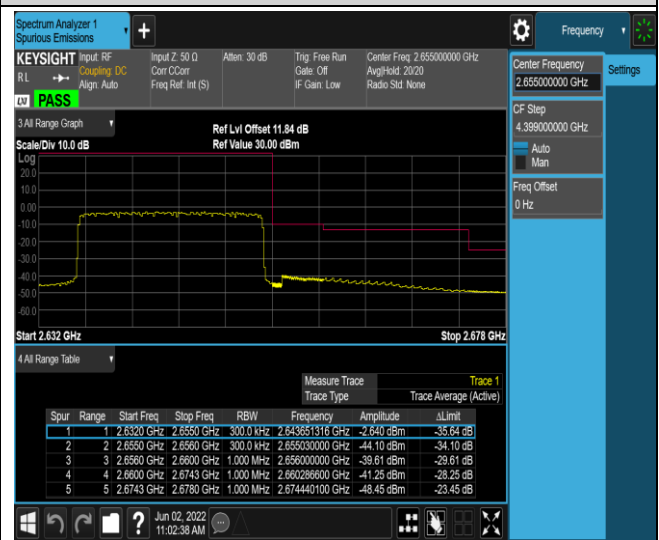 Spectrum Analyzer 1
Spurious Emissions
+
Frequency
KEYSIGHT Input: RF Input Z: 50 Ω Atten: 30 dB Trig: Free Run Center Freq: 2.655000000 GHz
RL Coupling: DC Corr CCorr Gate: Off Avg|Hold: 20/20
Align: Auto Freq Ref: Int (S) IF Gain: Low Radio Std: None
LXI PASS
Center Frequency
2.655000000 GHz
Settings
CF Step
4.399000000 GHz
Auto
Man
Freq Offset
0 Hz
3 All Range Graph
Ref Lvl Offset 11.84 dB
Scale/Div 10.0 dB Ref Value 30.00 dBm
Log
20.0
10.0
0.00
-10.0
-20.0
-30.0
-40.0
-50.0
-60.0
Start 2.632 GHz Stop 2.678 GHz
4 All Range Table
Measure Trace Trace 1
Trace Type Trace Average (Active)
Spur Range Start Freq Stop Freq RBW Frequency Amplitude ΔLimit
1 1 2.6320 GHz 2.6550 GHz 300.0 kHz 2.643651316 GHz -2.640 dBm -35.64 dB
2 2 2.6550 GHz 2.6560 GHz 300.0 kHz 2.655030000 GHz -44.10 dBm -34.10 dB
3 3 2.6560 GHz 2.6600 GHz 1.000 MHz 2.656000000 GHz -39.61 dBm -29.61 dB
4 4 2.6600 GHz 2.6743 GHz 1.000 MHz 2.660286600 GHz -41.25 dBm -28.25 dB
5 5 2.6743 GHz 2.6780 GHz 1.000 MHz 2.674440100 GHz -48.45 dBm -23.45 dB
?
Jun 02, 2022
11:02:38 AM